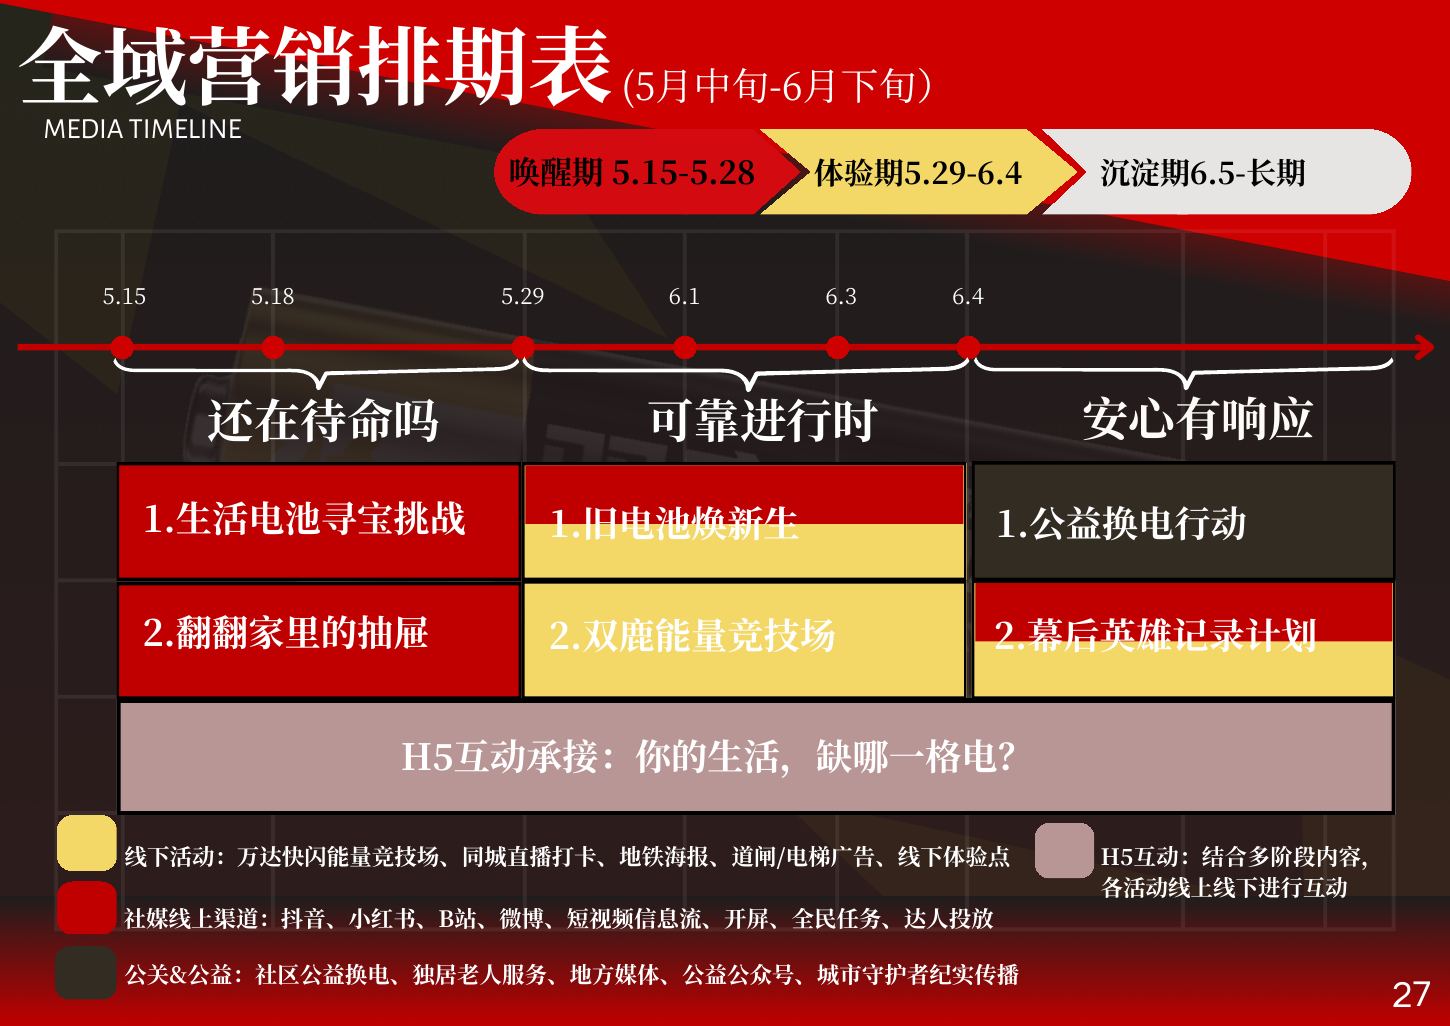 全域营销排期表 (5月中旬-6月下旬）
MEDIA TIMELINE
唤醒期 5.15-5.28 体验期5.29-6.4 沉淀期6.5-长期
5.15 5.18 5.29 6.1 6.3 6.4
还在待命吗 可靠进行时 安心有响应
1.生活电池寻宝挑战 1.旧电池焕新生 1.公益换电行动
2.翻翻家里的抽屉 2.双鹿能量竞技场 2.幕后英雄记录计划
H5互动承接：你的生活，缺哪一格电？
线下活动：万达快闪能量竞技场、同城直播打卡、地铁海报、道闸/电梯广告、线下体验点
H5互动：结合多阶段内容，
各活动线上线下进行互动
社媒线上渠道：抖音、小红书、B站、微博、短视频信息流、开屏、全民任务、达人投放
公关&公益：社区公益换电、独居老人服务、地方媒体、公益公众号、城市守护者纪实传播
27